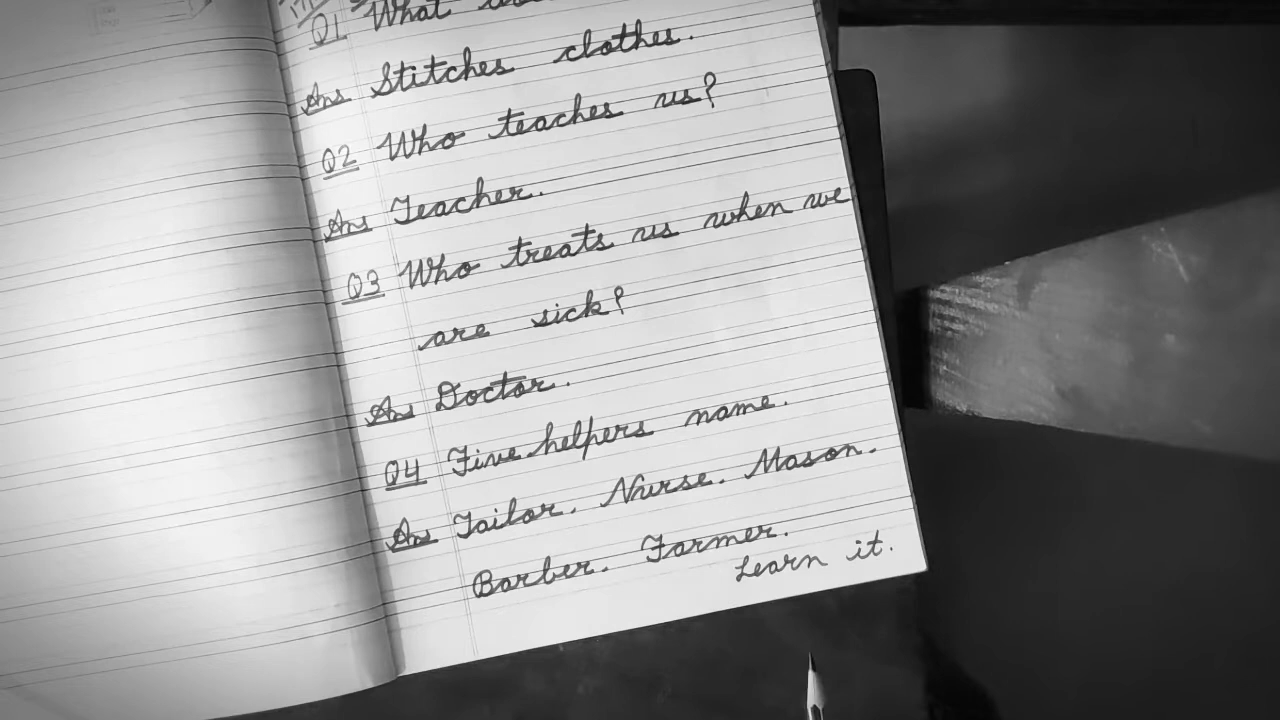 Q1 What
Ans Stitches clothes.
Q2 Who teaches us?
Ans Teacher.
Q3 Who treats us when we
are sick?
Ans Doctor.
Q4 Five helpers name.
Ans Tailor. Nurse. Mason.
Barber. Farmer.
Learn it.